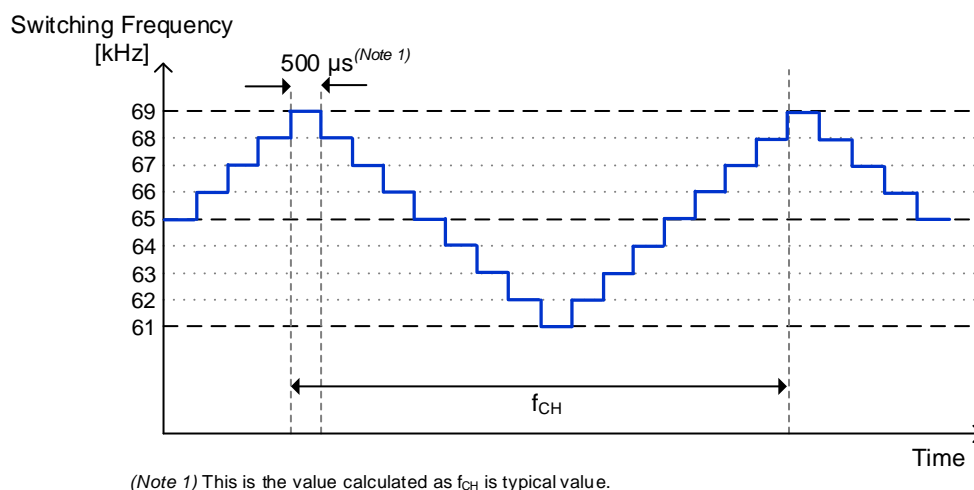 Switching Frequency
[kHz]
500 µs(Note 1)
69
68
67
66
65
64
63
62
61
fCH
Time
(Note 1) This is the value calculated as fCH is typical value.